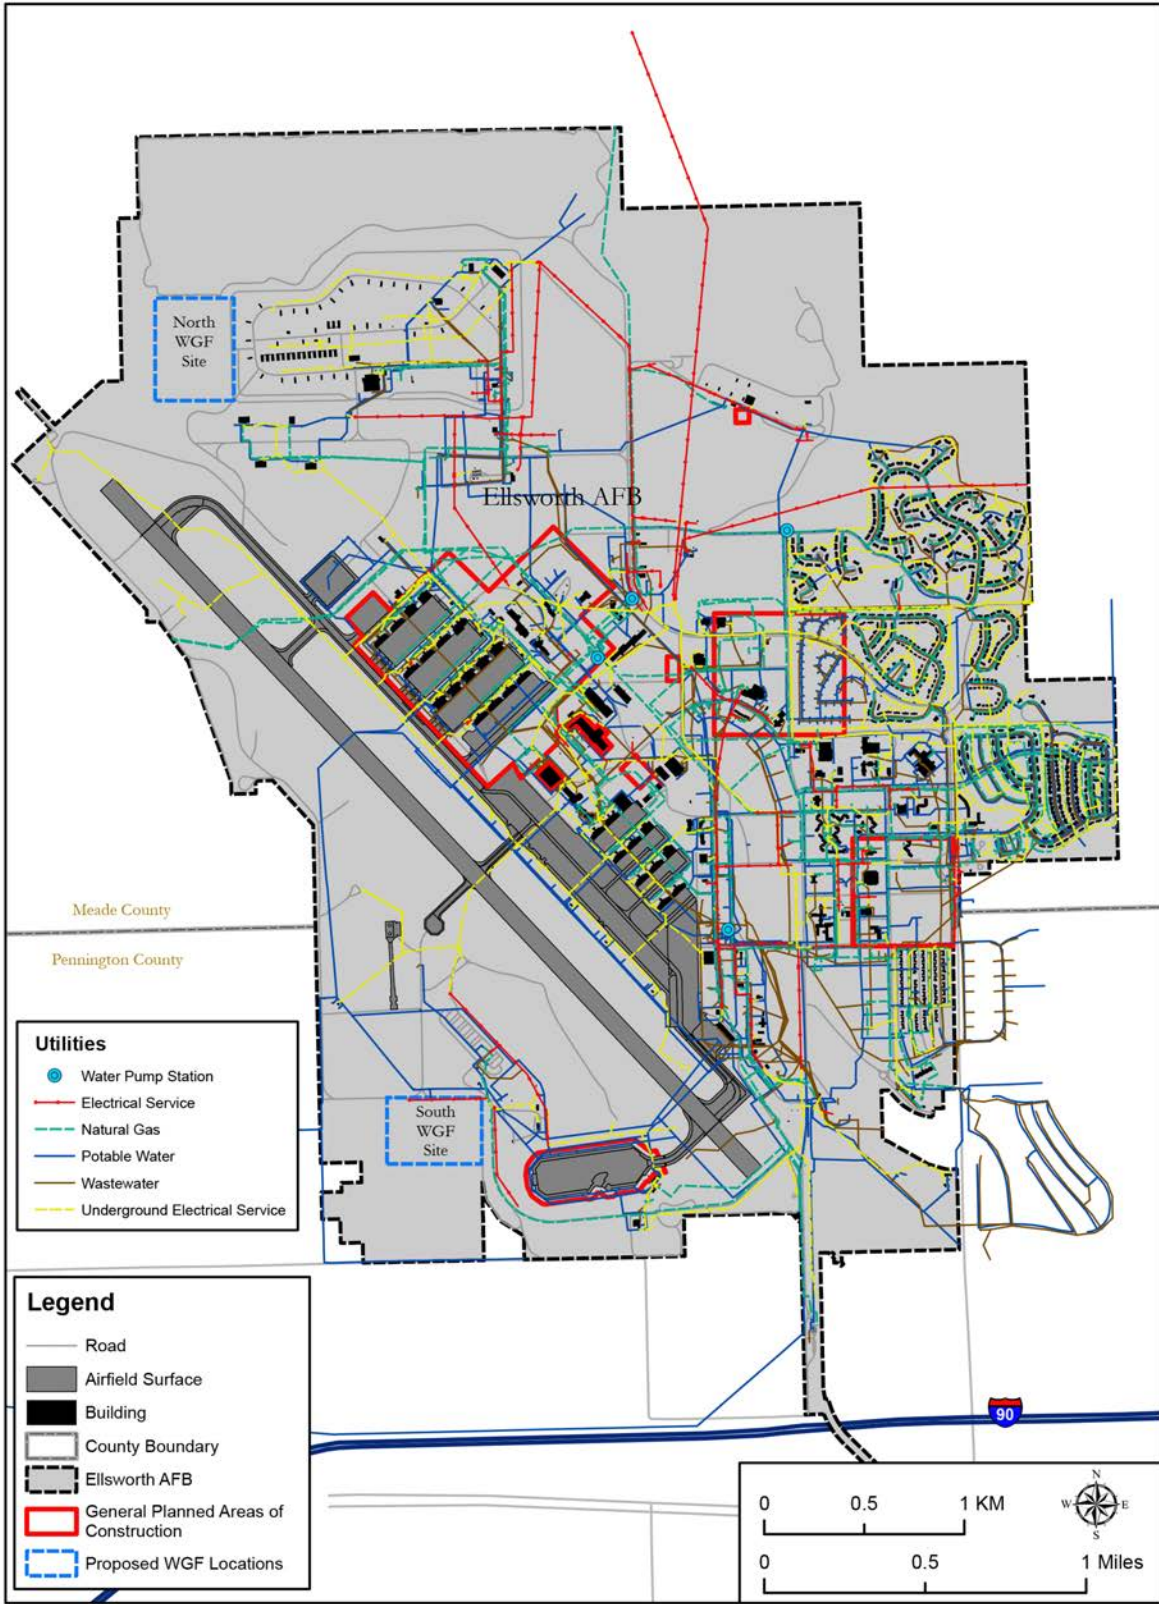 North
WGF
Site
Ellsworth AFB
Meade County
Pennington County
South
WGF
Site
Utilities
Water Pump Station
Electrical Service
Natural Gas
Potable Water
Wastewater
Underground Electrical Service
Legend
Road
Airfield Surface
Building
County Boundary
Ellsworth AFB
General Planned Areas of
Construction
Proposed WGF Locations
90
0 0.5 1 KM
N
W E
S
0 0.5 1 Miles